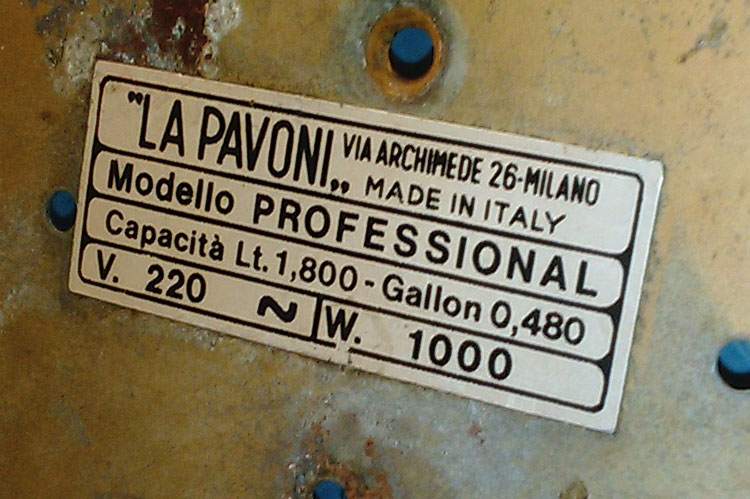 "LA PAVONI„ VIA ARCHIMEDE 26-MILANO
MADE IN ITALY
Modello PROFESSIONAL
Capacità Lt. 1,800 - Gallon 0,480
V. 220 ~ W. 1000